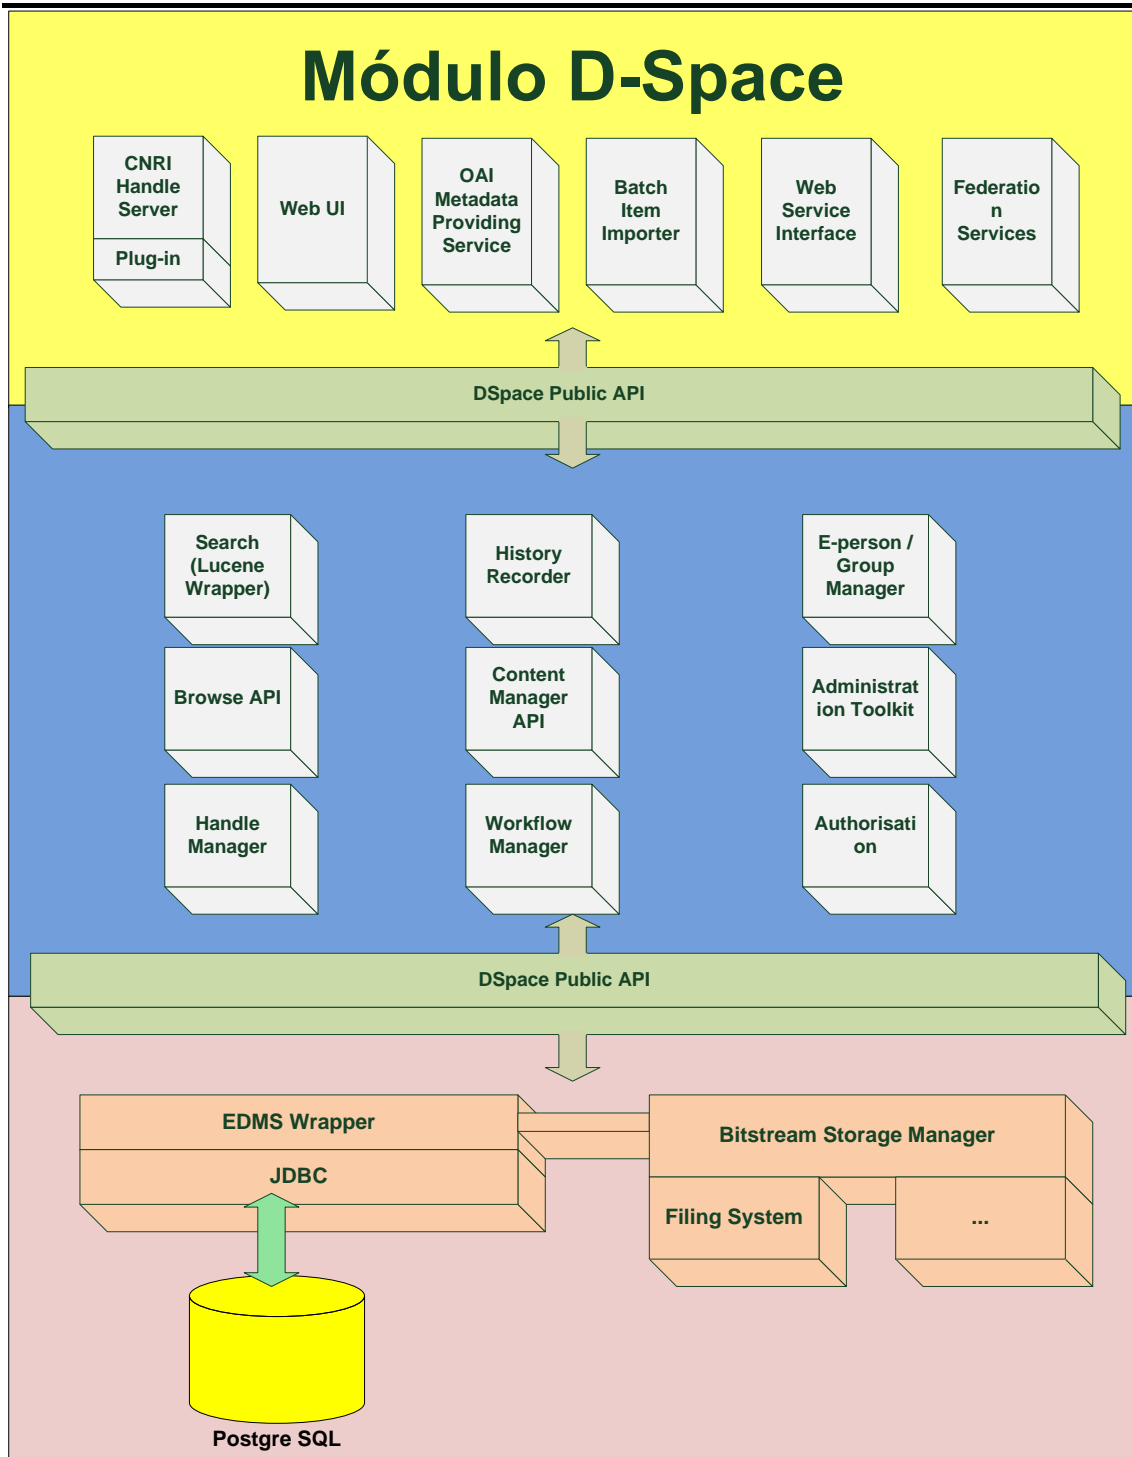 Módulo D-Space
CNRI
Handle
Server
Plug-in
Web UI
OAI
Metadata
Providing
Service
Batch
Item
Importer
Web
Service
Interface
Federatio
n
Services
DSpace Public API
Search
(Lucene
Wrapper)
History
Recorder
E-person /
Group
Manager
Browse API
Content
Manager
API
Administrat
ion Toolkit
Handle
Manager
Workflow
Manager
Authorisati
on
DSpace Public API
EDMS Wrapper
JDBC
Bitstream Storage Manager
Filing System
...
Postgre SQL